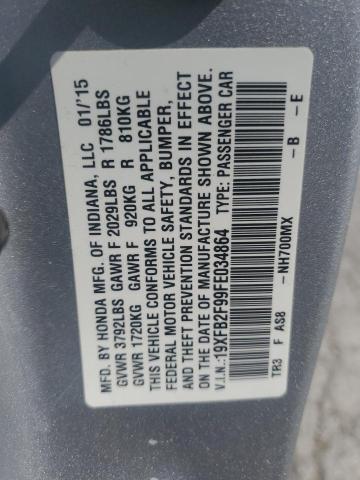 MFD. BY HONDA MFG. OF INDIANA, LLC 01/'15
GVWR 3792LBS GAWR F 2029LBS R 1786LBS
GVWR 1720KG GAWR F 920KG R 810KG
THIS VEHICLE CONFORMS TO ALL APPLICABLE
FEDERAL MOTOR VEHICLE SAFETY, BUMPER,
AND THEFT PREVENTION STANDARDS IN EFFECT
ON THE DATE OF MANUFACTURE SHOWN ABOVE.
V.I.N.:19XFB2F99FE034864 TYPE: PASSENGER CAR
-NH700MX -B -E
TR3 F AS8